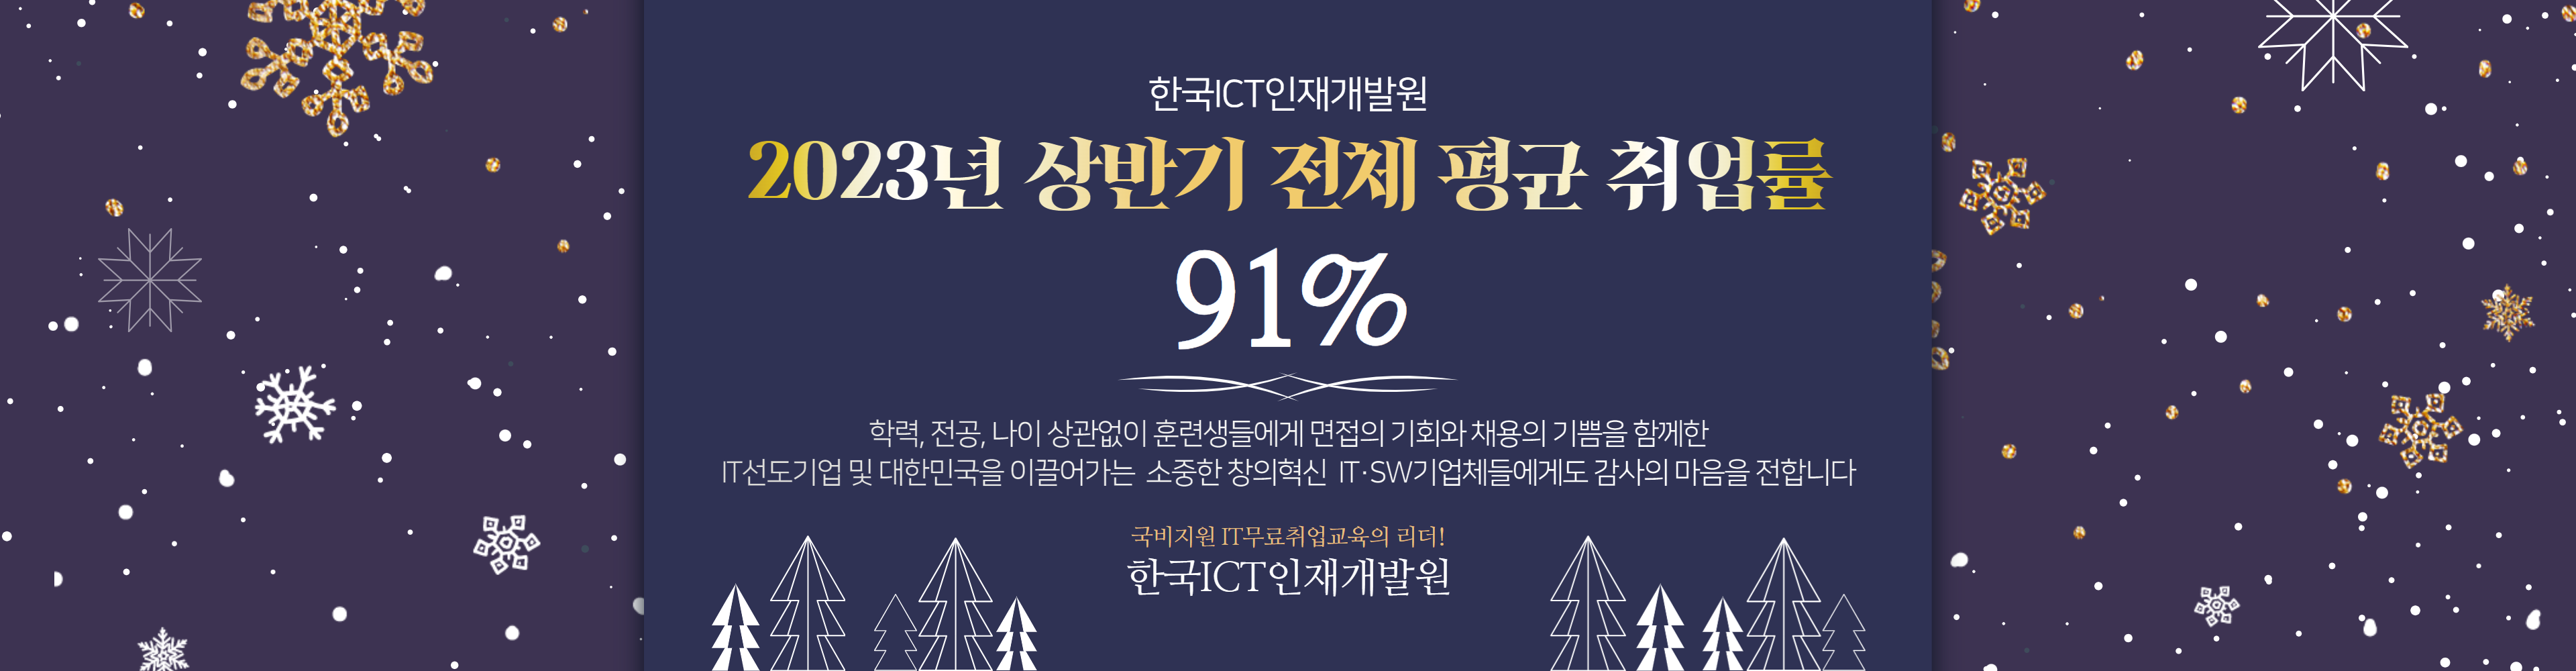 한국ICT인재개발원
2023년 상반기 전체 평균 취업률
91%
학력, 전공, 나이 상관없이 훈련생들에게 면접의 기회와 채용의 기쁨을 함께한
IT선도기업 및 대한민국을 이끌어가는 소중한 창의혁신 IT·SW기업체들에게도 감사의 마음을 전합니다
국비지원 IT무료취업교육의 리더!
한국ICT인재개발원